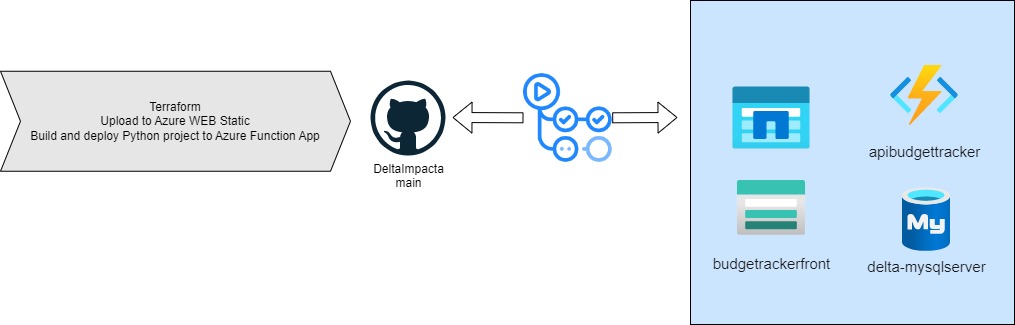 Terraform
Upload to Azure WEB Static
Build and deploy Python project to Azure Function App
DeltaImpacta
main
apibudgettracker
My
budgetrackerfront
delta-mysqlserver